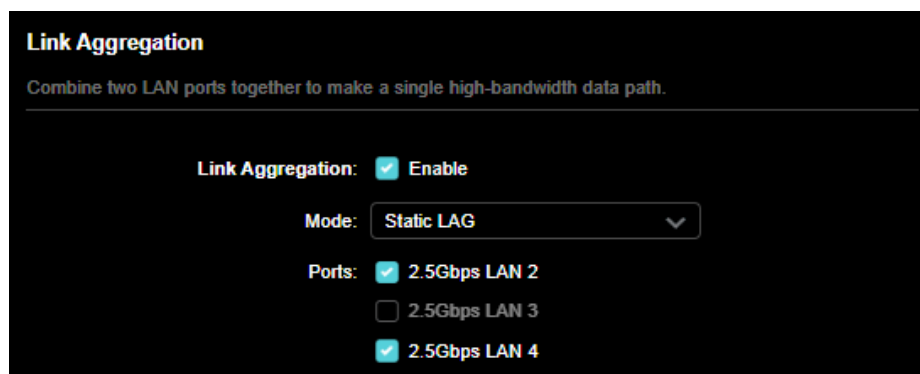 Link Aggregation
Combine two LAN ports together to make a single high-bandwidth data path.
Link Aggregation: Enable
Mode: Static LAG
Ports: 2.5Gbps LAN 2
2.5Gbps LAN 3
2.5Gbps LAN 4